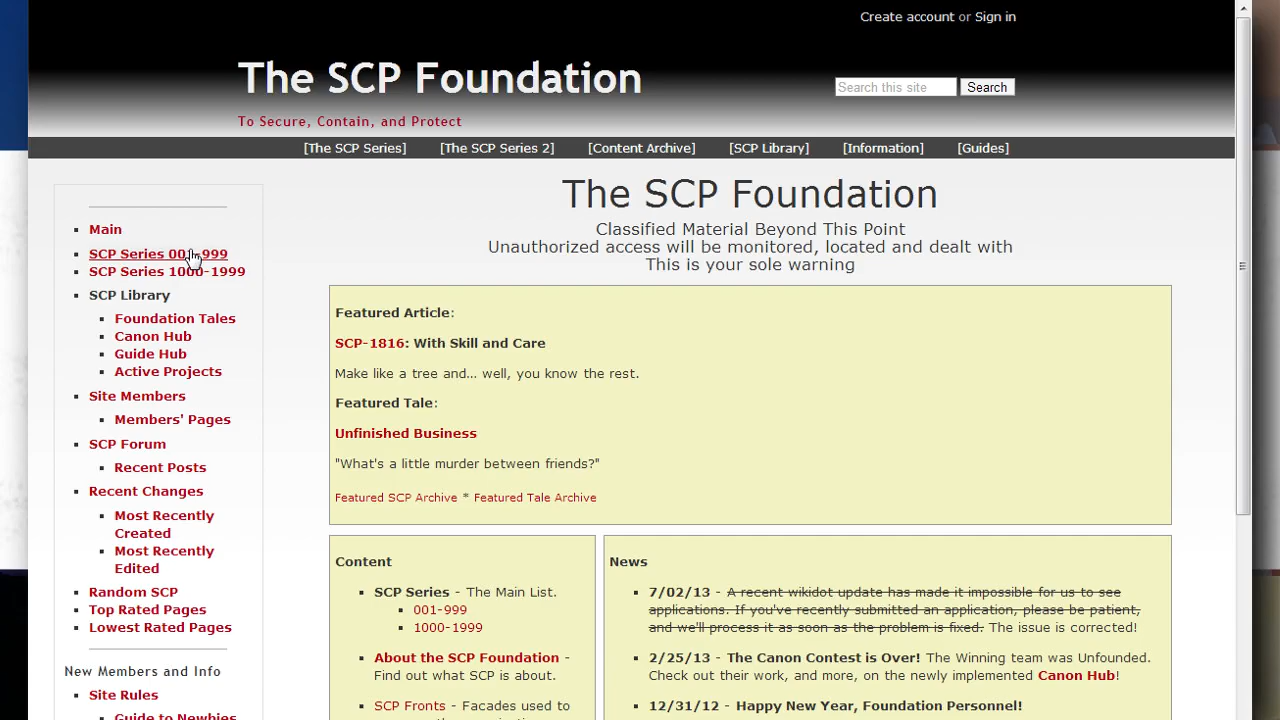 Create account or Sign in
The SCP Foundation
Search this site
Search
To Secure, Contain, and Protect
[The SCP Series] [The SCP Series 2] [Content Archive] [SCP Library] [Information] [Guides]
Main
SCP Series 001-999
SCP Series 1000-1999
SCP Library
Foundation Tales
Canon Hub
Guide Hub
Active Projects
Site Members
Members' Pages
SCP Forum
Recent Posts
Recent Changes
Most Recently
Created
Most Recently
Edited
Random SCP
Top Rated Pages
Lowest Rated Pages
New Members and Info
Site Rules
Guide to Newbies
The SCP Foundation
Classified Material Beyond This Point
Unauthorized access will be monitored, located and dealt with
This is your sole warning
Featured Article:
SCP-1816: With Skill and Care
Make like a tree and... well, you know the rest.
Featured Tale:
Unfinished Business
"What's a little murder between friends?"
Featured SCP Archive * Featured Tale Archive
Content
SCP Series - The Main List.
001-999
1000-1999
About the SCP Foundation -
Find out what SCP is about.
SCP Fronts - Facades used to
News
7/02/13 - A recent wikidot update has made it impossible for us to see
applications. If you've recently submitted an application, please be patient,
and we'll process it as soon as the problem is fixed. The issue is corrected!
2/25/13 - The Canon Contest is Over! The Winning team was Unfounded.
Check out their work, and more, on the newly implemented Canon Hub!
12/31/12 - Happy New Year, Foundation Personnel!